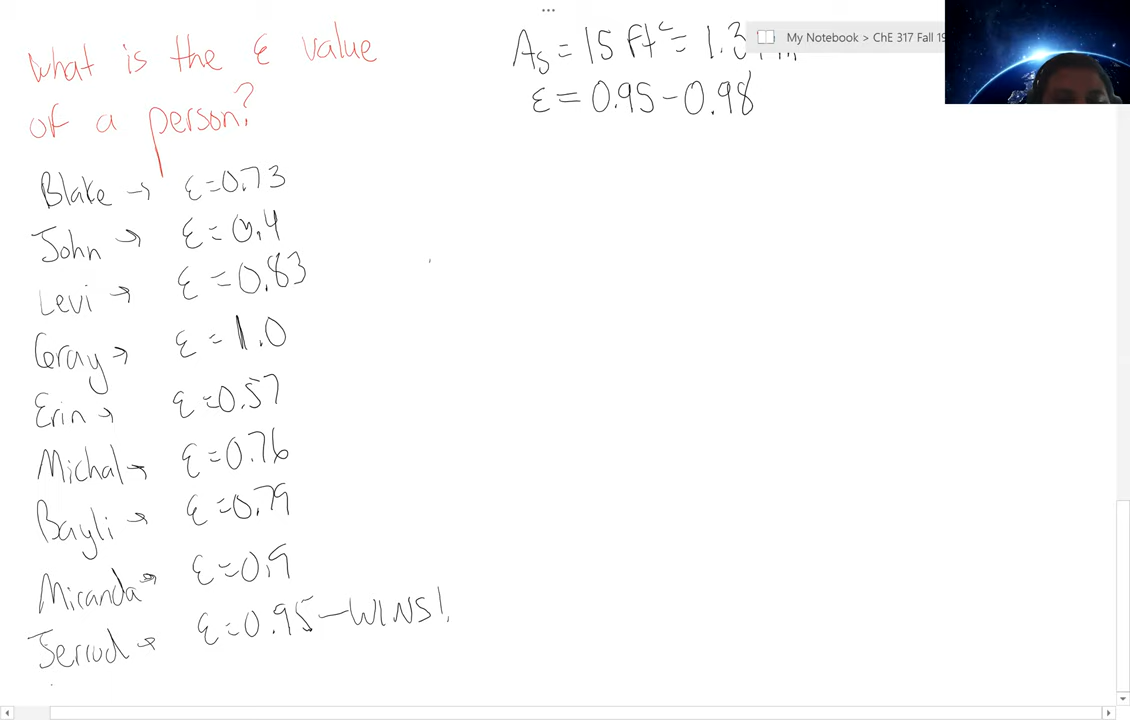 What is the ε value
of a person?
Blake → ε=0.73
John → ε=0.4
Levi → ε=0.83
Gray → ε=1.0
Erin → ε=0.57
Michal → ε=0.76
Bayli → ε=0.79
Miranda → ε=0.9
Jerrod → ε=0.95 - WINS!
As = 15 ft² = 1.3
ε = 0.95-0.98
My Notebook > ChE 317 Fall 19